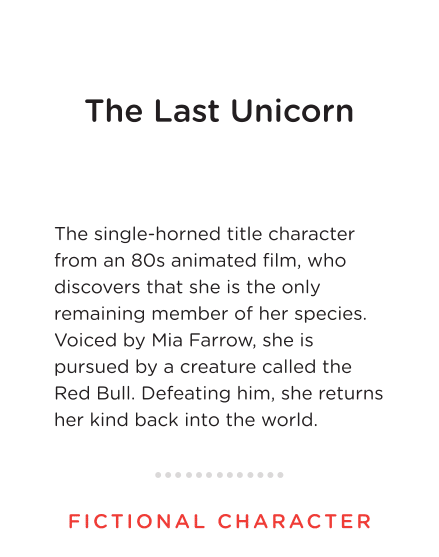 The Last Unicorn
The single-horned title character
from an 80s animated film, who
discovers that she is the only
remaining member of her species.
Voiced by Mia Farrow, she is
pursued by a creature called the
Red Bull. Defeating him, she returns
her kind back into the world.
FICTIONAL CHARACTER